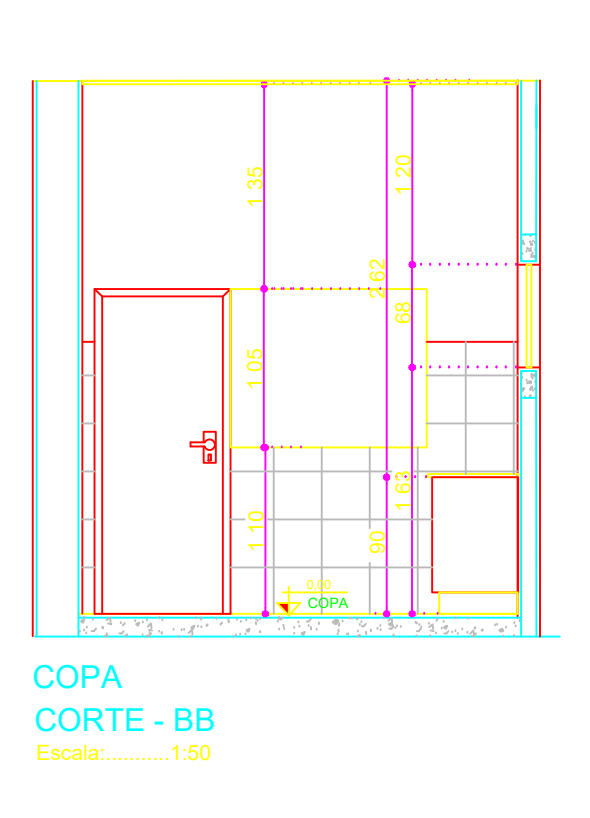 1 35
1 20
2 62
68
1 05
1 63
1 10
90
0,00
COPA
COPA
CORTE - BB
Escala:...........1:50